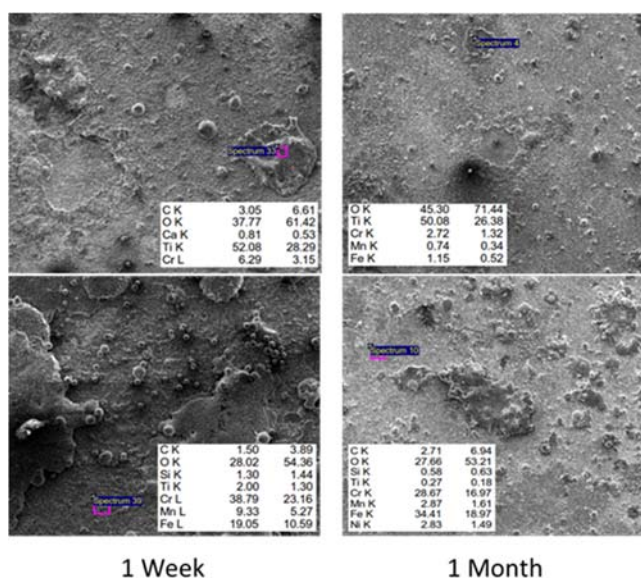 Spectrum 33
C K 3.05 6.61
O K 37.77 61.42
Ca K 0.81 0.53
Ti K 52.08 28.29
Cr L 6.29 3.15
Spectrum 4
O K 45.30 71.44
Ti K 50.08 26.38
Cr K 2.72 1.32
Mn K 0.74 0.34
Fe K 1.15 0.52
Spectrum 39
C K 1.50 3.89
O K 28.02 54.36
Si K 1.30 1.44
Ti K 2.00 1.30
Cr L 38.79 23.16
Mn L 9.33 5.27
Fe L 19.05 10.59
Spectrum 10
C K 2.71 6.94
O K 27.66 53.21
Si K 0.58 0.63
Ti K 0.27 0.18
Cr K 28.67 16.97
Mn K 2.87 1.61
Fe K 34.41 18.97
Ni K 2.83 1.49
1 Week
1 Month